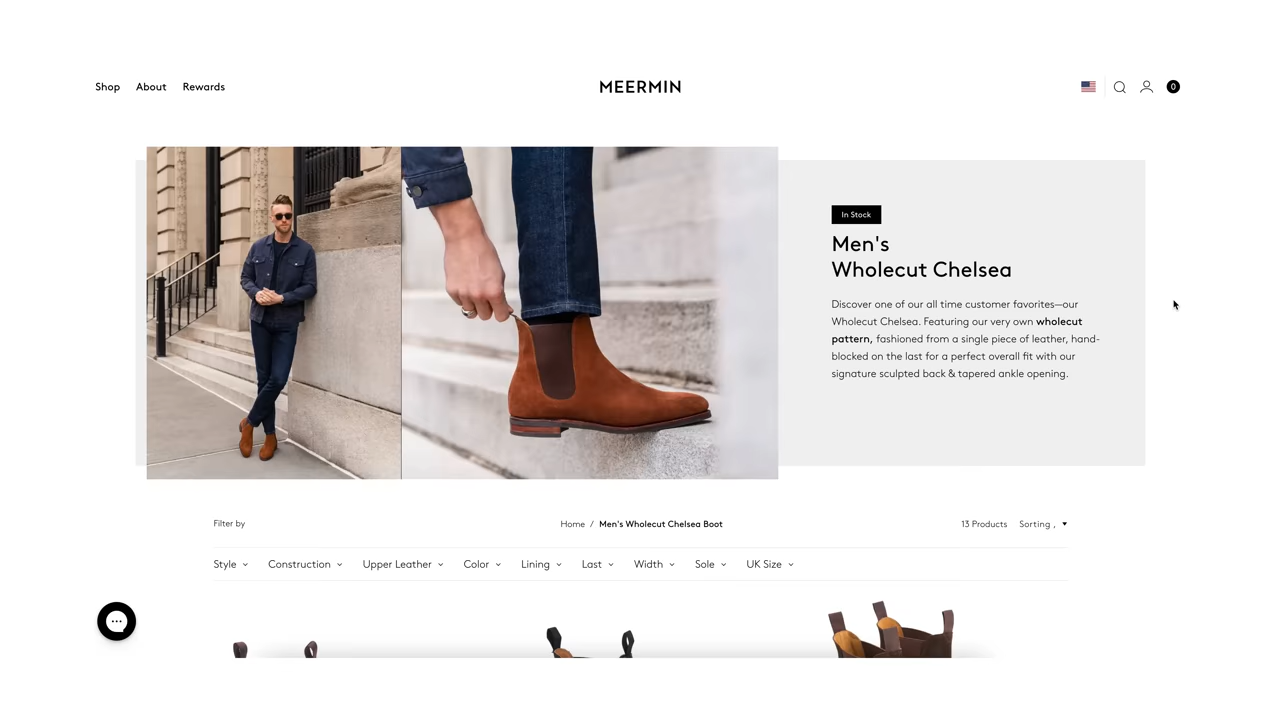 Shop About Rewards
MEERMIN
0
In Stock
Men's
Wholecut Chelsea
Discover one of our all time customer favorites—our
Wholecut Chelsea. Featuring our very own wholecut
pattern, fashioned from a single piece of leather, hand-
blocked on the last for a perfect overall fit with our
signature sculpted back & tapered ankle opening.
Filter by
Home / Men's Wholecut Chelsea Boot
13 Products Sorting ,
Style Construction Upper Leather Color Lining Last Width Sole UK Size